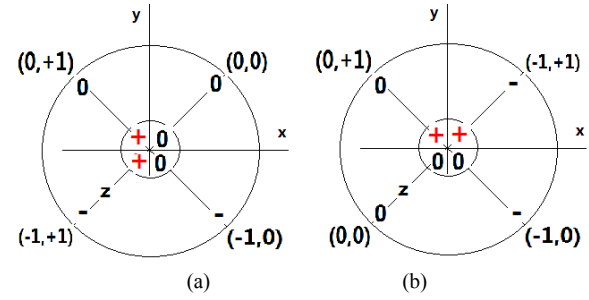 y
y
(0,+1) (0,0) (0,+1) (-1,+1)
0 0 0 -
+ 0 + +
x x
+ 0 0 0
z z
- - 0 -
(-1,+1) (-1,0) (0,0) (-1,0)
(a) (b)